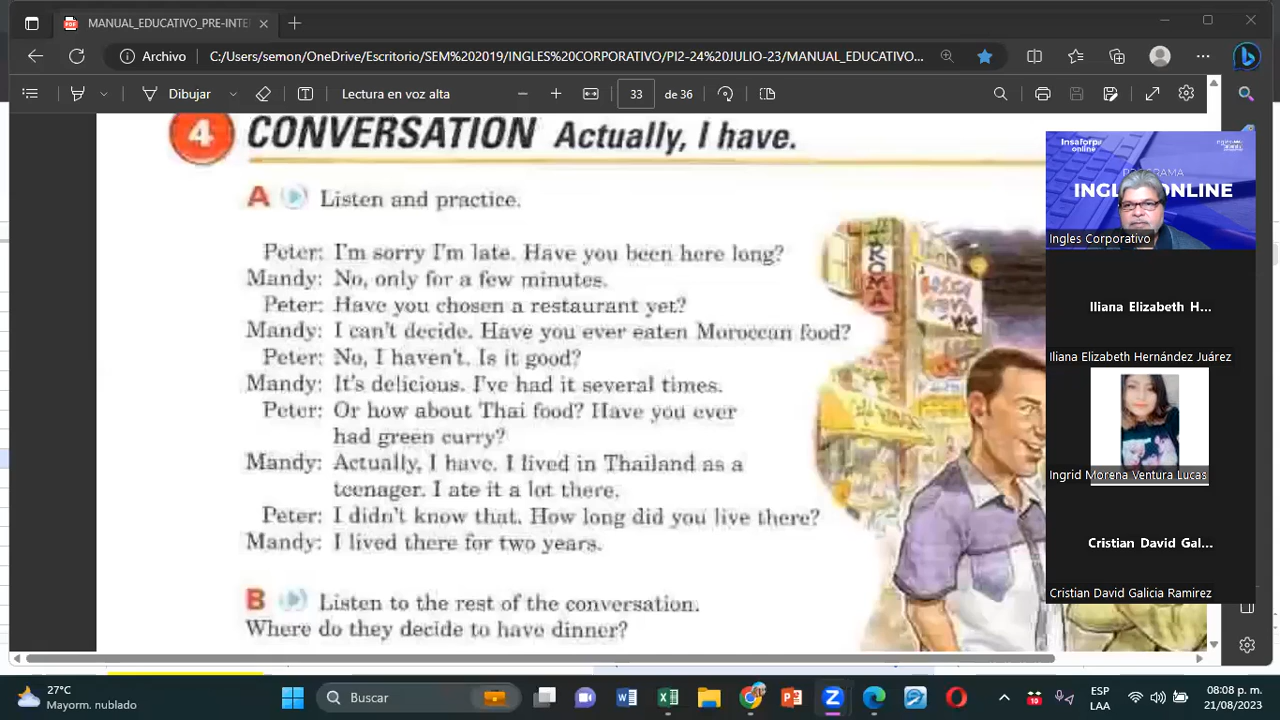 MANUAL_EDUCATIVO_PRE-INTE
Archivo
C:/Users/semon/OneDrive/Escritorio/SEM%202019/INGLES%20CORPORATIVO/PI2-24%20JULIO-23/MANUAL_EDUCATIVO...
Dibujar
Lectura en voz alta
33
de 36
4 CONVERSATION Actually, I have.
A Listen and practice.
Peter: I'm sorry I'm late. Have you been here long?
Mandy: No, only for a few minutes.
Peter: Have you chosen a restaurant yet?
Mandy: I can't decide. Have you ever eaten Moroccan food?
Peter: No, I haven't. Is it good?
Mandy: It's delicious. I've had it several times.
Peter: Or how about Thai food? Have you ever
had green curry?
Mandy: Actually, I have. I lived in Thailand as a
teenager. I ate it a lot there.
Peter: I didn't know that. How long did you live there?
Mandy: I lived there for two years.
B Listen to the rest of the conversation.
Where do they decide to have dinner?
ROMA
Insaforp
online
PROGRAMA
INGLÉS ONLINE
Ingles Corporativo
Iliana Elizabeth H...
Iliana Elizabeth Hernández Juárez
Ingrid Morena Ventura Lucas
Cristian David Gal...
Cristian David Galicia Ramirez
27°C
Mayorm. nublado
Buscar
10
ESP
LAA
08:08 p. m.
21/08/2023